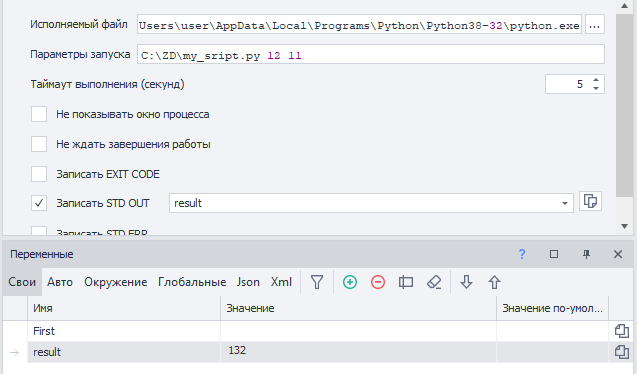 Исполняемый файл Users\user\AppData\Local\Programs\Python\Python38-32\python.exe ...
Параметры запуска C:\ZD\my_sript.py 12 11
Таймаут выполнения (секунд) 5
Не показывать окно процесса
Не ждать завершения работы
Записать EXIT CODE
Записать STD OUT result
Записать STD ERR
Переменные ?
Свои Авто Окружение Глобальные Json Xml
Имя Значение Значение по-умол...
First
result 132